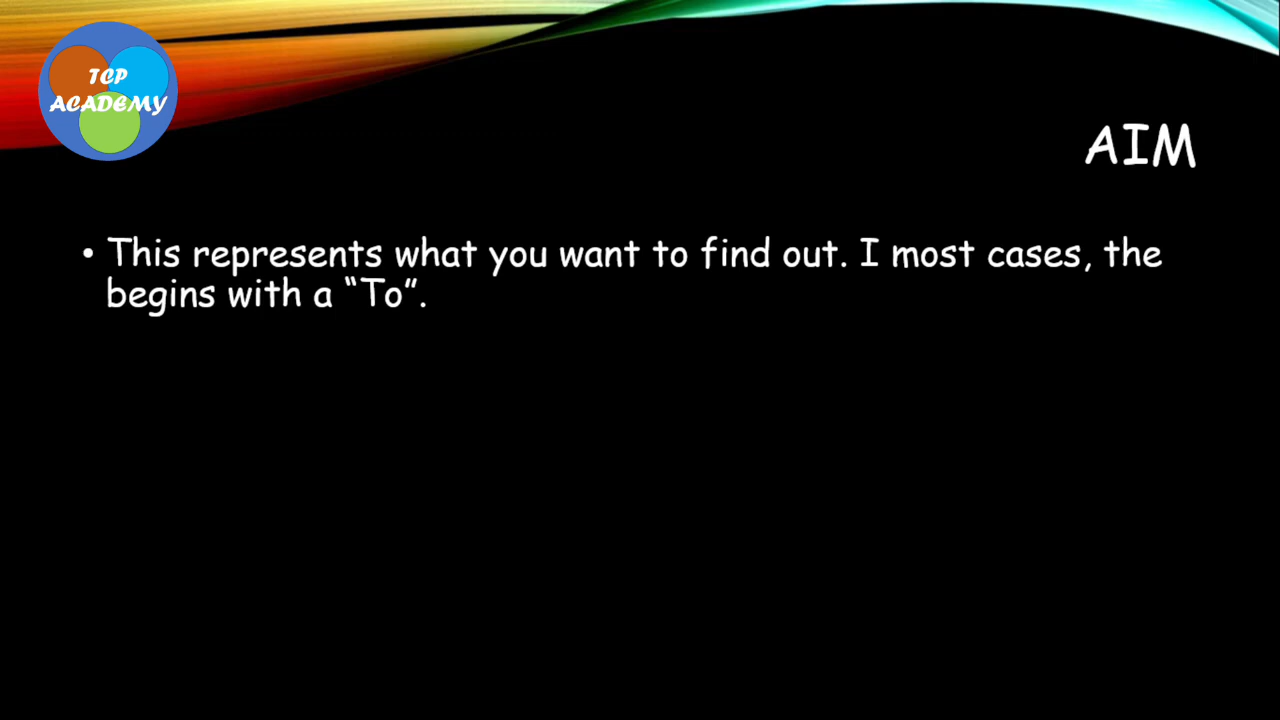 TCP
ACADEMY
AIM
• This represents what you want to find out. I most cases, the
begins with a “To”.